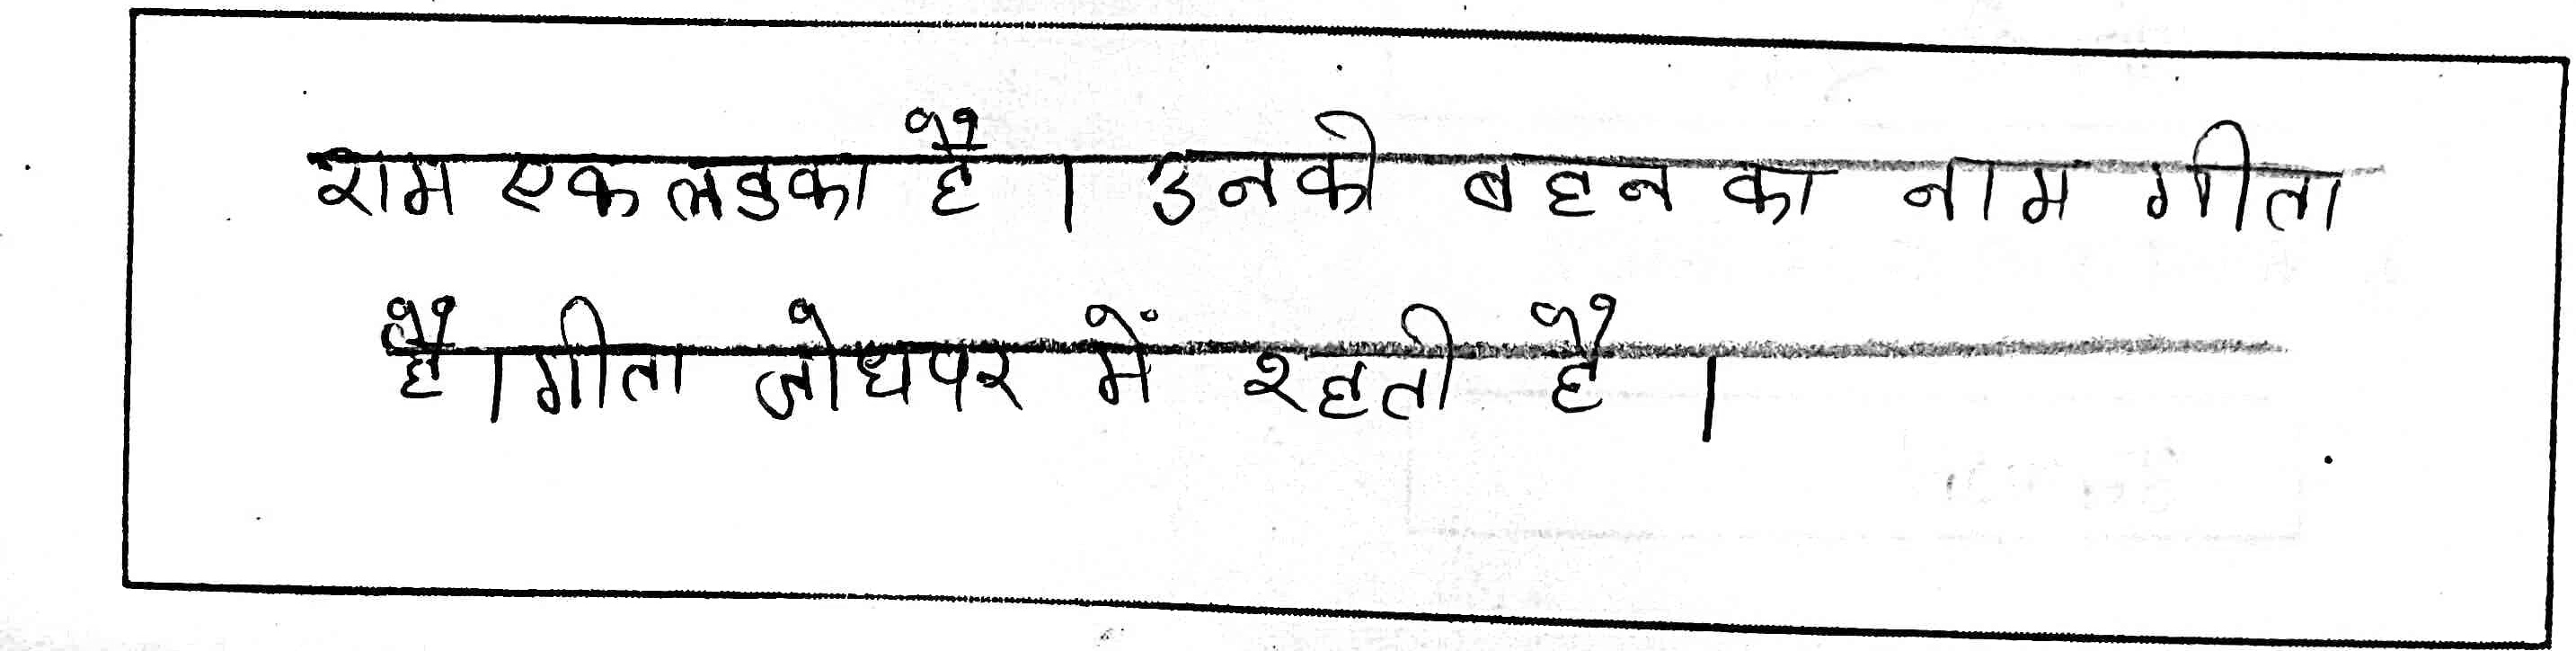 राम एक लडका है। उनकी बहन का नाम गीता
है। गीता जोधपर में रहती है।